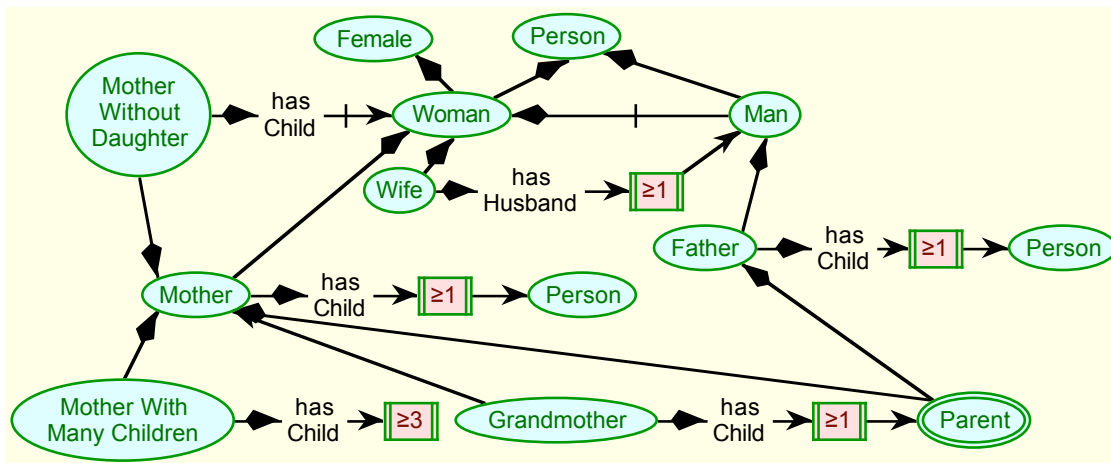 Female
Person
Mother
Without
Daughter
has
Child
Woman
Man
Wife
has
Husband
≥1
Father
has
Child
≥1
Person
Mother
has
Child
≥1
Person
Mother With
Many Children
has
Child
≥3
Grandmother
has
Child
≥1
Parent